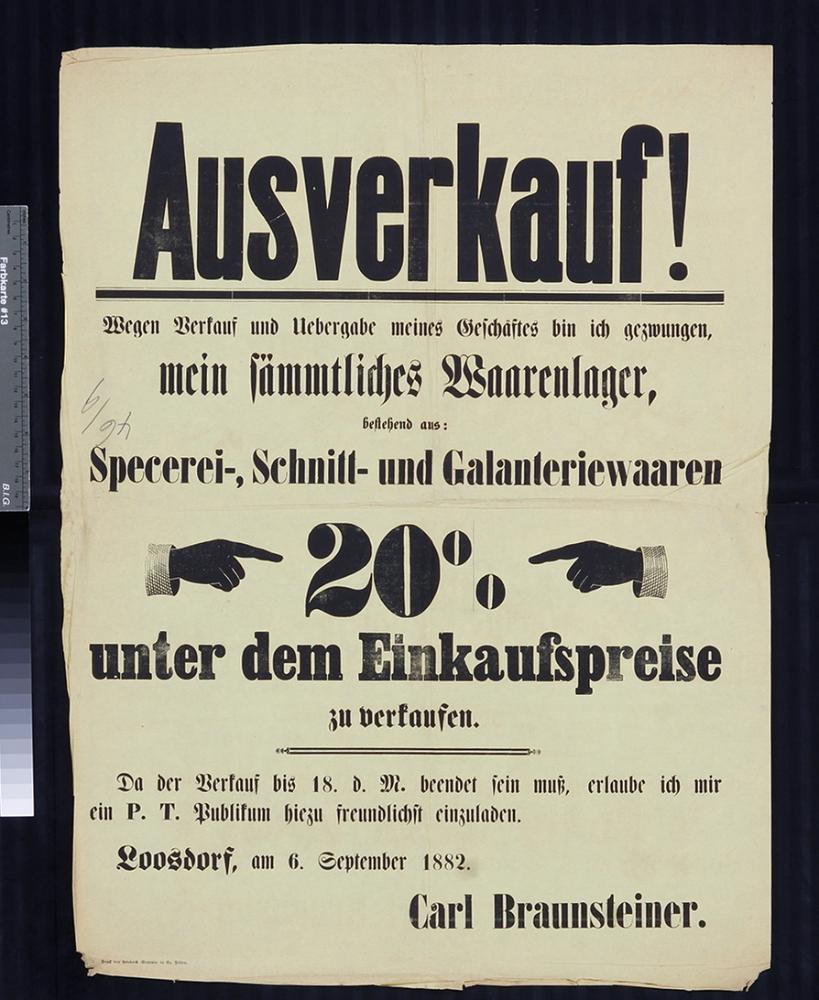 Ausverkauf!
Wegen Verkauf und Uebergabe meines Geschäftes bin ich gezwungen,
mein sämmtliches Waarenlager,
bestehend aus:
Specerei-, Schnitt- und Galanteriewaaren
20%
unter dem Einkaufspreise
zu verkaufen.
Da der Verkauf bis 18. d. M. beendet sein muß, erlaube ich mir
ein P. T. Publikum hiezu freundlichst einzuladen.
Loosdorf, am 6. September 1882.
Carl Braunsteiner.
Farbkarte #13
B.I.G.